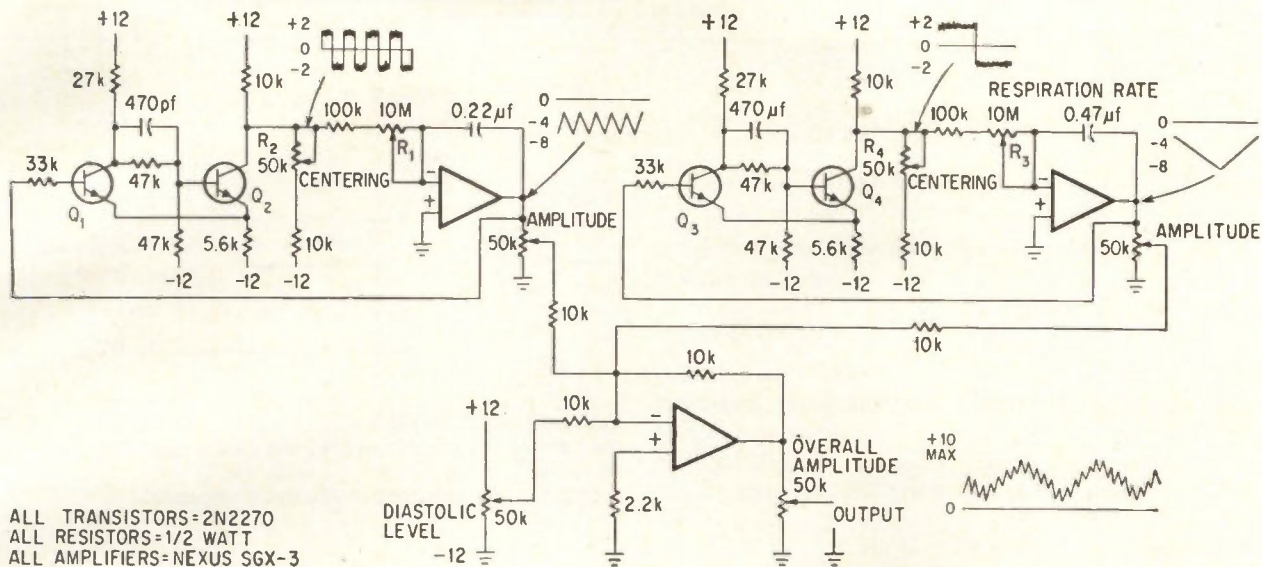 +12
+12
+2
0
-2
27k
10k
470pf
100k
10M
0.22µf
0
-4
-8
33k
47k
R2
50k
CENTERING
R1
-
+
Q1
Q2
AMPLITUDE
50k
47k
5.6k
10k
-12
-12
-12
+12
+12
+2
0
-2
27k
10k
RESPIRATION RATE
470µf
100k
10M
0.47µf
0
-4
-8
33k
47k
R4
50k
CENTERING
R3
-
+
Q3
Q4
AMPLITUDE
50k
47k
5.6k
10k
-12
-12
-12
10k
10k
10k
+12
10k
-
+
DIASTOLIC
LEVEL
50k
-12
2.2k
OVERALL
AMPLITUDE
50k
OUTPUT
+10
MAX
0
ALL TRANSISTORS=2N2270
ALL RESISTORS=1/2 WATT
ALL AMPLIFIERS=NEXUS SGX-3